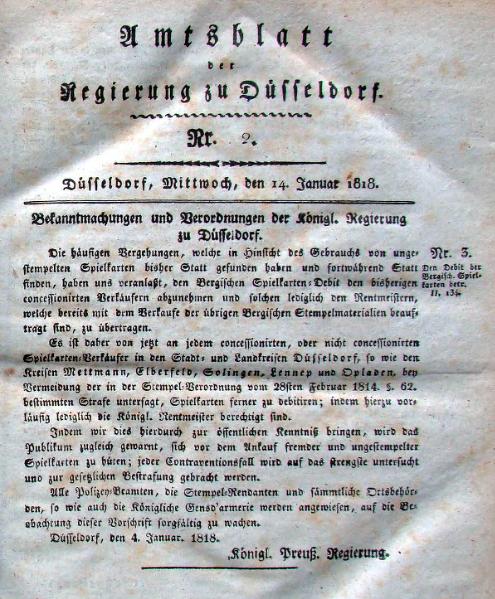 Amtsblatt
der
Regierung zu Düsseldorf.
Nr. 2.
Düsseldorf, Mittwoch, den 14. Januar 1818.
Bekanntmachungen und Verordnungen der Königl. Regierung
zu Düsseldorf.
Die häufigen Vergehungen, welche in Hinsicht des Gebrauchs von unge-
stempelten Spielkarten bisher Statt gefunden haben und fortwährend Statt
finden, haben uns veranlaßt, den Bergischen Spielkarten-Debit den bisherigen
concessionirten Verkäufern abzunehmen und solchen lediglich den Rentmeistern,
welche bereits mit dem Verkaufe der übrigen Bergischen Stempelmaterialien beauf-
tragt sind, zu übertragen.
Nr. 3.
Den Debit der
Bergisch. Spiel-
karten betr.
II. 134.
Es ist daher von jetzt an jedem concessionirten, oder nicht concessionirten
Spielkarten-Verkäufer in den Stadt- und Landkreisen Düsseldorf, so wie den
Kreisen Mettmann, Elberfeld, Solingen, Lennep und Opladen, bey
Vermeidung der in der Stempel-Verordnung vom 28sten Februar 1814. §. 62.
bestimmten Strafe untersagt, Spielkarten ferner zu debitiren; indem hierzu vor-
läufig lediglich die Königl. Rentmeister berechtigt sind.
Indem wir dies hierdurch zur öffentlichen Kenntniß bringen, wird das
Publikum zugleich gewarnt, sich vor dem Ankauf fremder und ungestempelter
Spielkarten zu hüten; jeder Contraventionsfall wird auf das strengste untersucht
und zur gesetzlichen Bestrafung gebracht werden.
Alle Polizey-Beamten, die Stempel-Rendanten und sämmtliche Ortsbehör-
den, so wie auch die Königliche Gensd'armerie werden angewiesen, auf die Be-
obachtung dieser Vorschrift sorgfältig zu wachen.
Düsseldorf, den 4. Januar. 1818.
Königl. Preuß. Regierung.